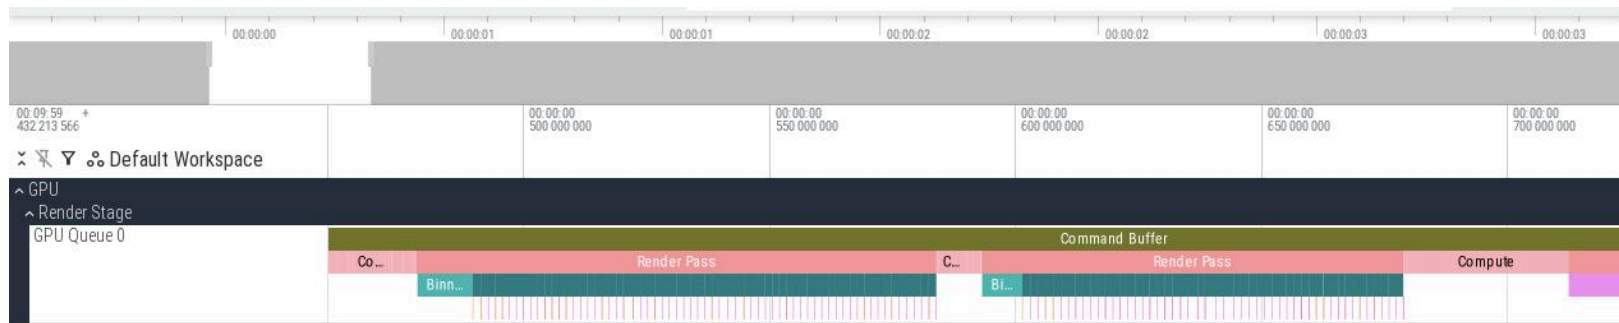 00:00:00 00:00:01 00:00:01 00:00:02 00:00:02 00:00:03 00:00:03
00:09:59 + 00:00:00 00:00:00 00:00:00 00:00:00 00:00:00
432 213 566 500 000 000 550 000 000 600 000 000 650 000 000 700 000 000
Default Workspace
GPU
Render Stage
GPU Queue 0 Command Buffer
Co... Render Pass C... Render Pass Compute
Binn... Bi...